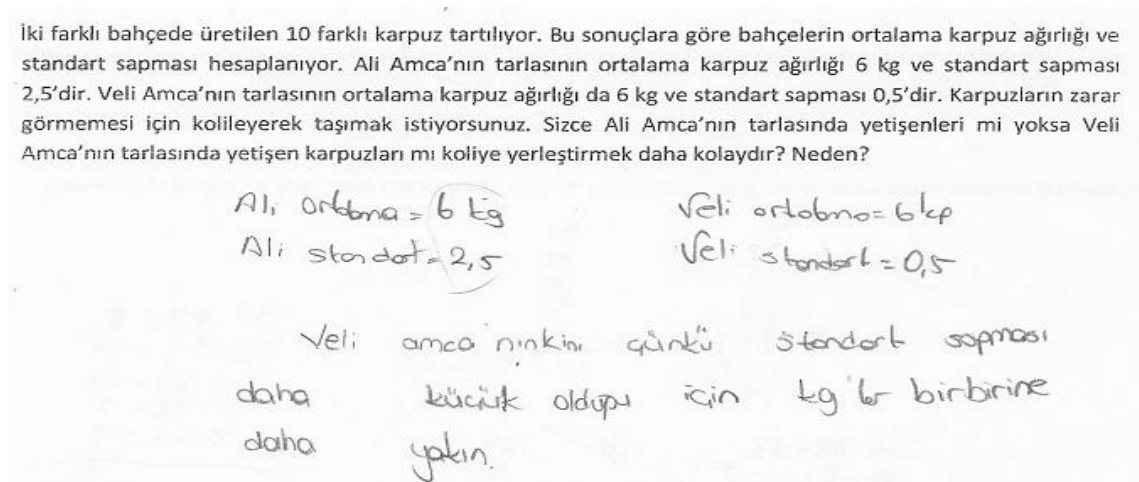 İki farklı bahçede üretilen 10 farklı karpuz tartılıyor. Bu sonuçlara göre bahçelerin ortalama karpuz ağırlığı ve
standart sapması hesaplanıyor. Ali Amca’nın tarlasının ortalama karpuz ağırlığı 6 kg ve standart sapması
2,5’dir. Veli Amca’nın tarlasının ortalama karpuz ağırlığı da 6 kg ve standart sapması 0,5’dir. Karpuzların zarar
görmemesi için kolileyerek taşımak istiyorsunuz. Sizce Ali Amca’nın tarlasında yetişenleri mi yoksa Veli
Amca’nın tarlasında yetişen karpuzları mı koliye yerleştirmek daha kolaydır? Neden?
Ali ortalama = 6 kg Veli ortalama = 6 kg
Ali standart = 2,5 Veli standart = 0,5
Veli amca'nınkini çünkü standart sapması
daha küçük olduğu için kg'lar birbirine
daha yakın.